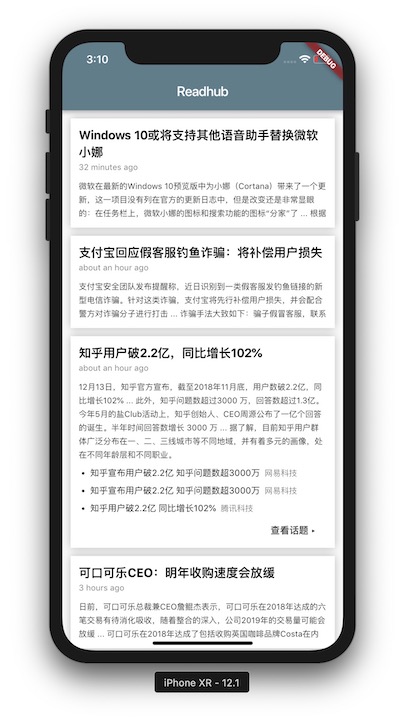 3:10
DEBUG
Readhub
Windows 10或将支持其他语音助手替换微软
小娜
32 minutes ago
微软在最新的Windows 10预览版中为小娜（Cortana）带来了一个更
新，这一项目没有列在官方的更新日志中，但是改变还是非常显眼
的：在任务栏上，微软小娜的图标和搜索功能的图标“分家”了 ... 根据
支付宝回应假客服钓鱼诈骗：将补偿用户损失
about an hour ago
支付宝安全团队发布提醒称，近日识别到一类假客服发钓鱼链接的新
型电信诈骗。针对这类诈骗，支付宝将先行补偿用户损失，并会配合
警方对诈骗分子进行打击 ... 诈骗手法大致如下：骗子假冒客服，联系
知乎用户破2.2亿，同比增长102%
about an hour ago
12月13日，知乎官方宣布，截至2018年11月底，用户数破2.2亿，同
比增长102% ... 此外，知乎问题数超过3000 万，回答数超过1.3亿。
今年5月的盐Club活动上，知乎创始人、CEO周源公布了一亿个回答
的诞生。半年时间回答数增长 3000 万 ... 据了解，目前知乎用户群
体广泛分布在一、二、三线城市等不同地域，并有着多元的画像，处
在不同年龄层和不同职业。
• 知乎宣布用户破2.2亿 知乎问题数超3000万 网易科技
• 知乎宣布用户破2.2亿 知乎问题数超3000万 网易科技
• 知乎用户破2.2亿 同比增长102% 腾讯科技
查看话题 ▸
可口可乐CEO：明年收购速度会放缓
3 hours ago
日前，可口可乐总裁兼CEO詹鲲杰表示，可口可乐在2018年达成的六
笔交易有待消化吸收，随着整合的深入，公司2019年的交易量可能会
放缓 ... 可口可乐在2018年达成了包括收购英国咖啡品牌Costa在内
iPhone XR - 12.1